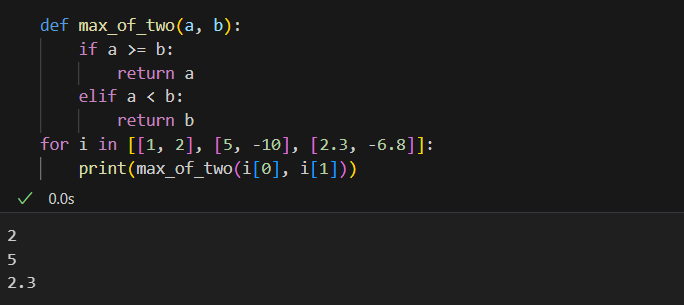 def max_of_two(a, b):
    if a >= b:
        return a
    elif a < b:
        return b
for i in [[1, 2], [5, -10], [2.3, -6.8]]:
    print(max_of_two(i[0], i[1]))
✓ 0.0s
2
5
2.3